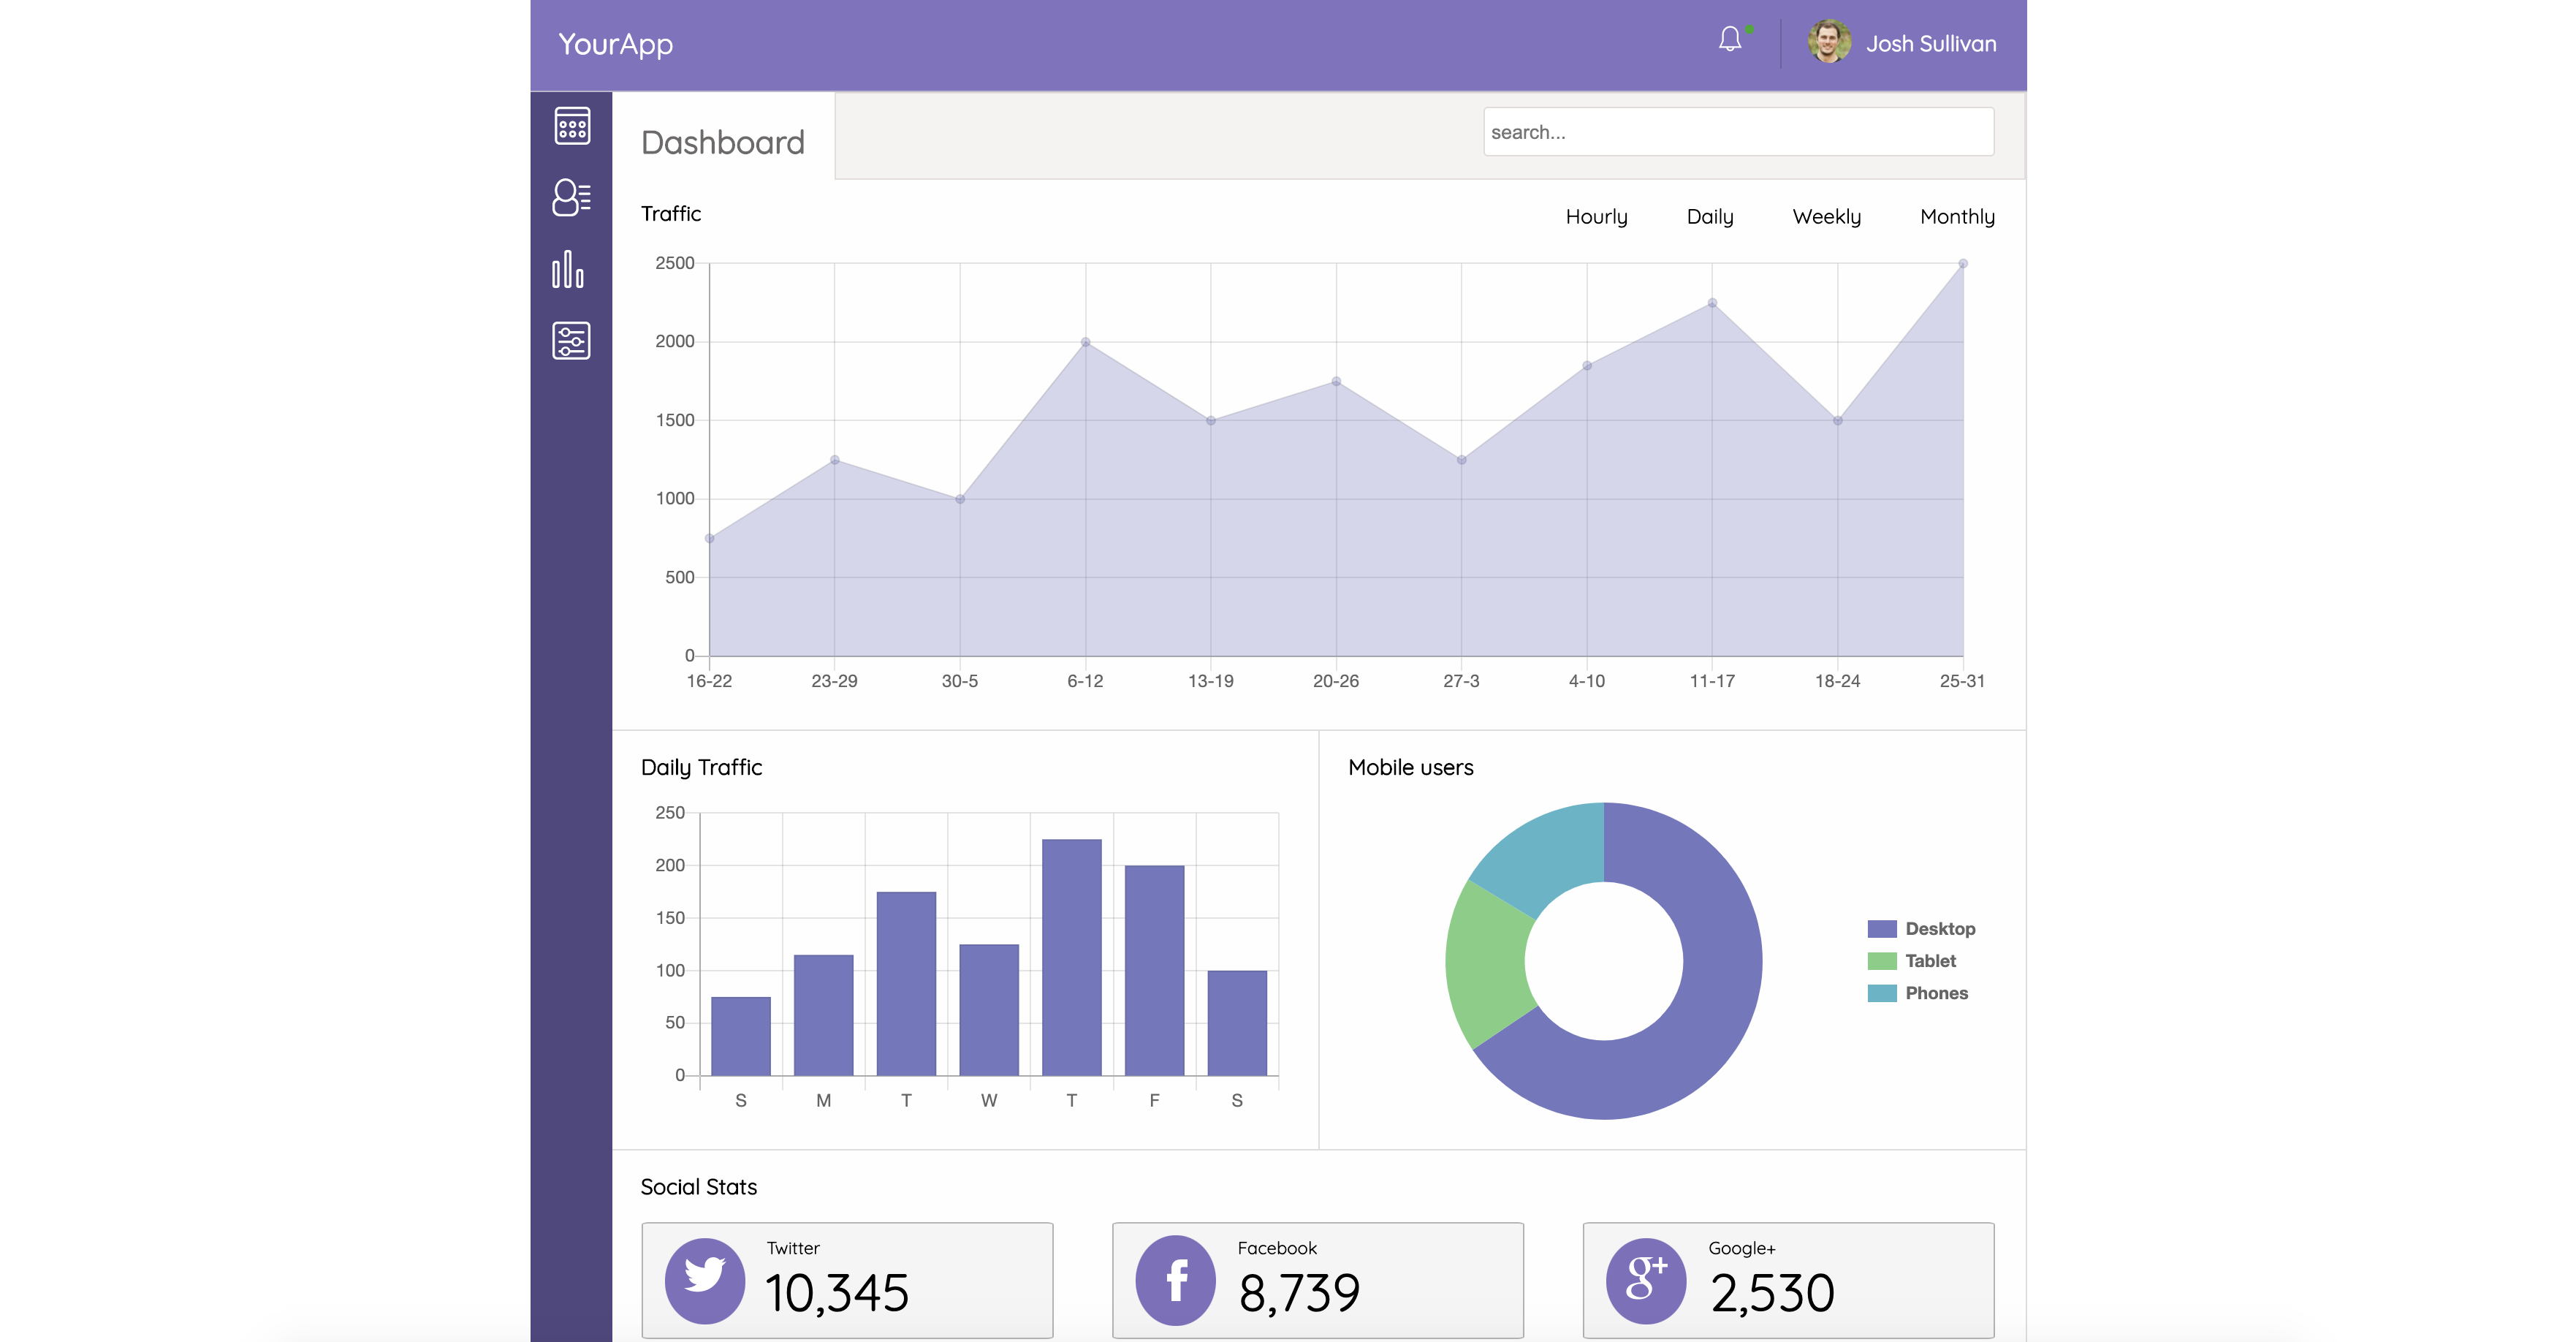 YourApp
Josh Sullivan
Dashboard
search...
Traffic
Hourly Daily Weekly Monthly
2500
2000
1500
1000
500
0
16-22 23-29 30-5 6-12 13-19 20-26 27-3 4-10 11-17 18-24 25-31
Daily Traffic
250
200
150
100
50
0
S M T W T F S
Mobile users
Desktop
Tablet
Phones
Social Stats
Twitter
10,345
f
Facebook
8,739
g+
Google+
2,530